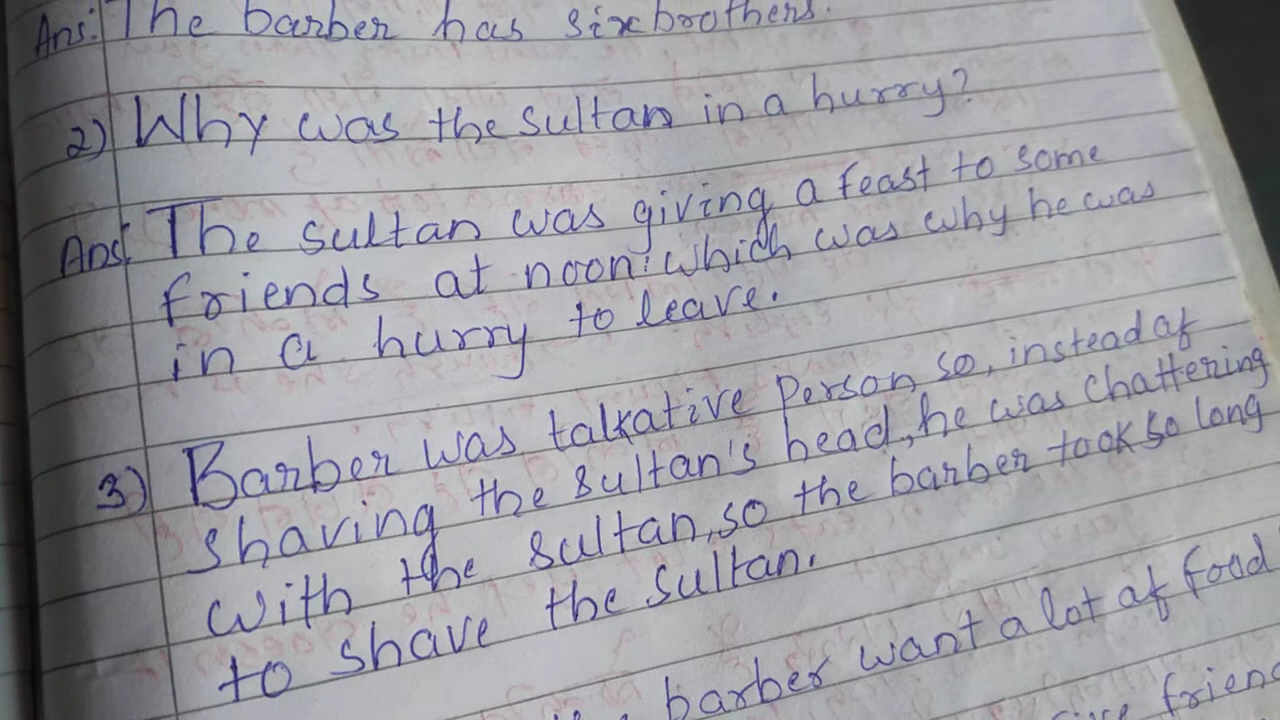 Ans: The barber has six brothers.
2) Why was the sultan in a hurry?
Ans: The sultan was giving a feast to some
friends at noon: which was why he was
in a hurry to leave.
3) Barber was talkative person so, instead of
shaving the sultan's head, he was chattering
with the sultan, so the barber took so long
to shave the sultan.
barber want a lot of food
friend